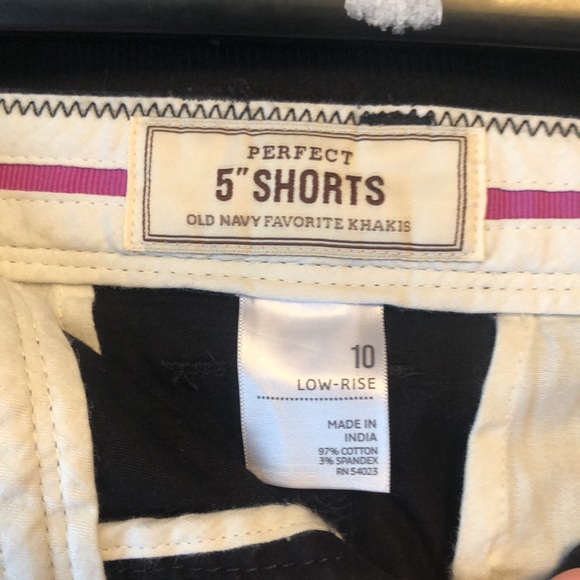 PERFECT
5" SHORTS
OLD NAVY FAVORITE KHAKIS
10
LOW-RISE
MADE IN
INDIA
97% COTTON
3% SPANDEX
RN 54023